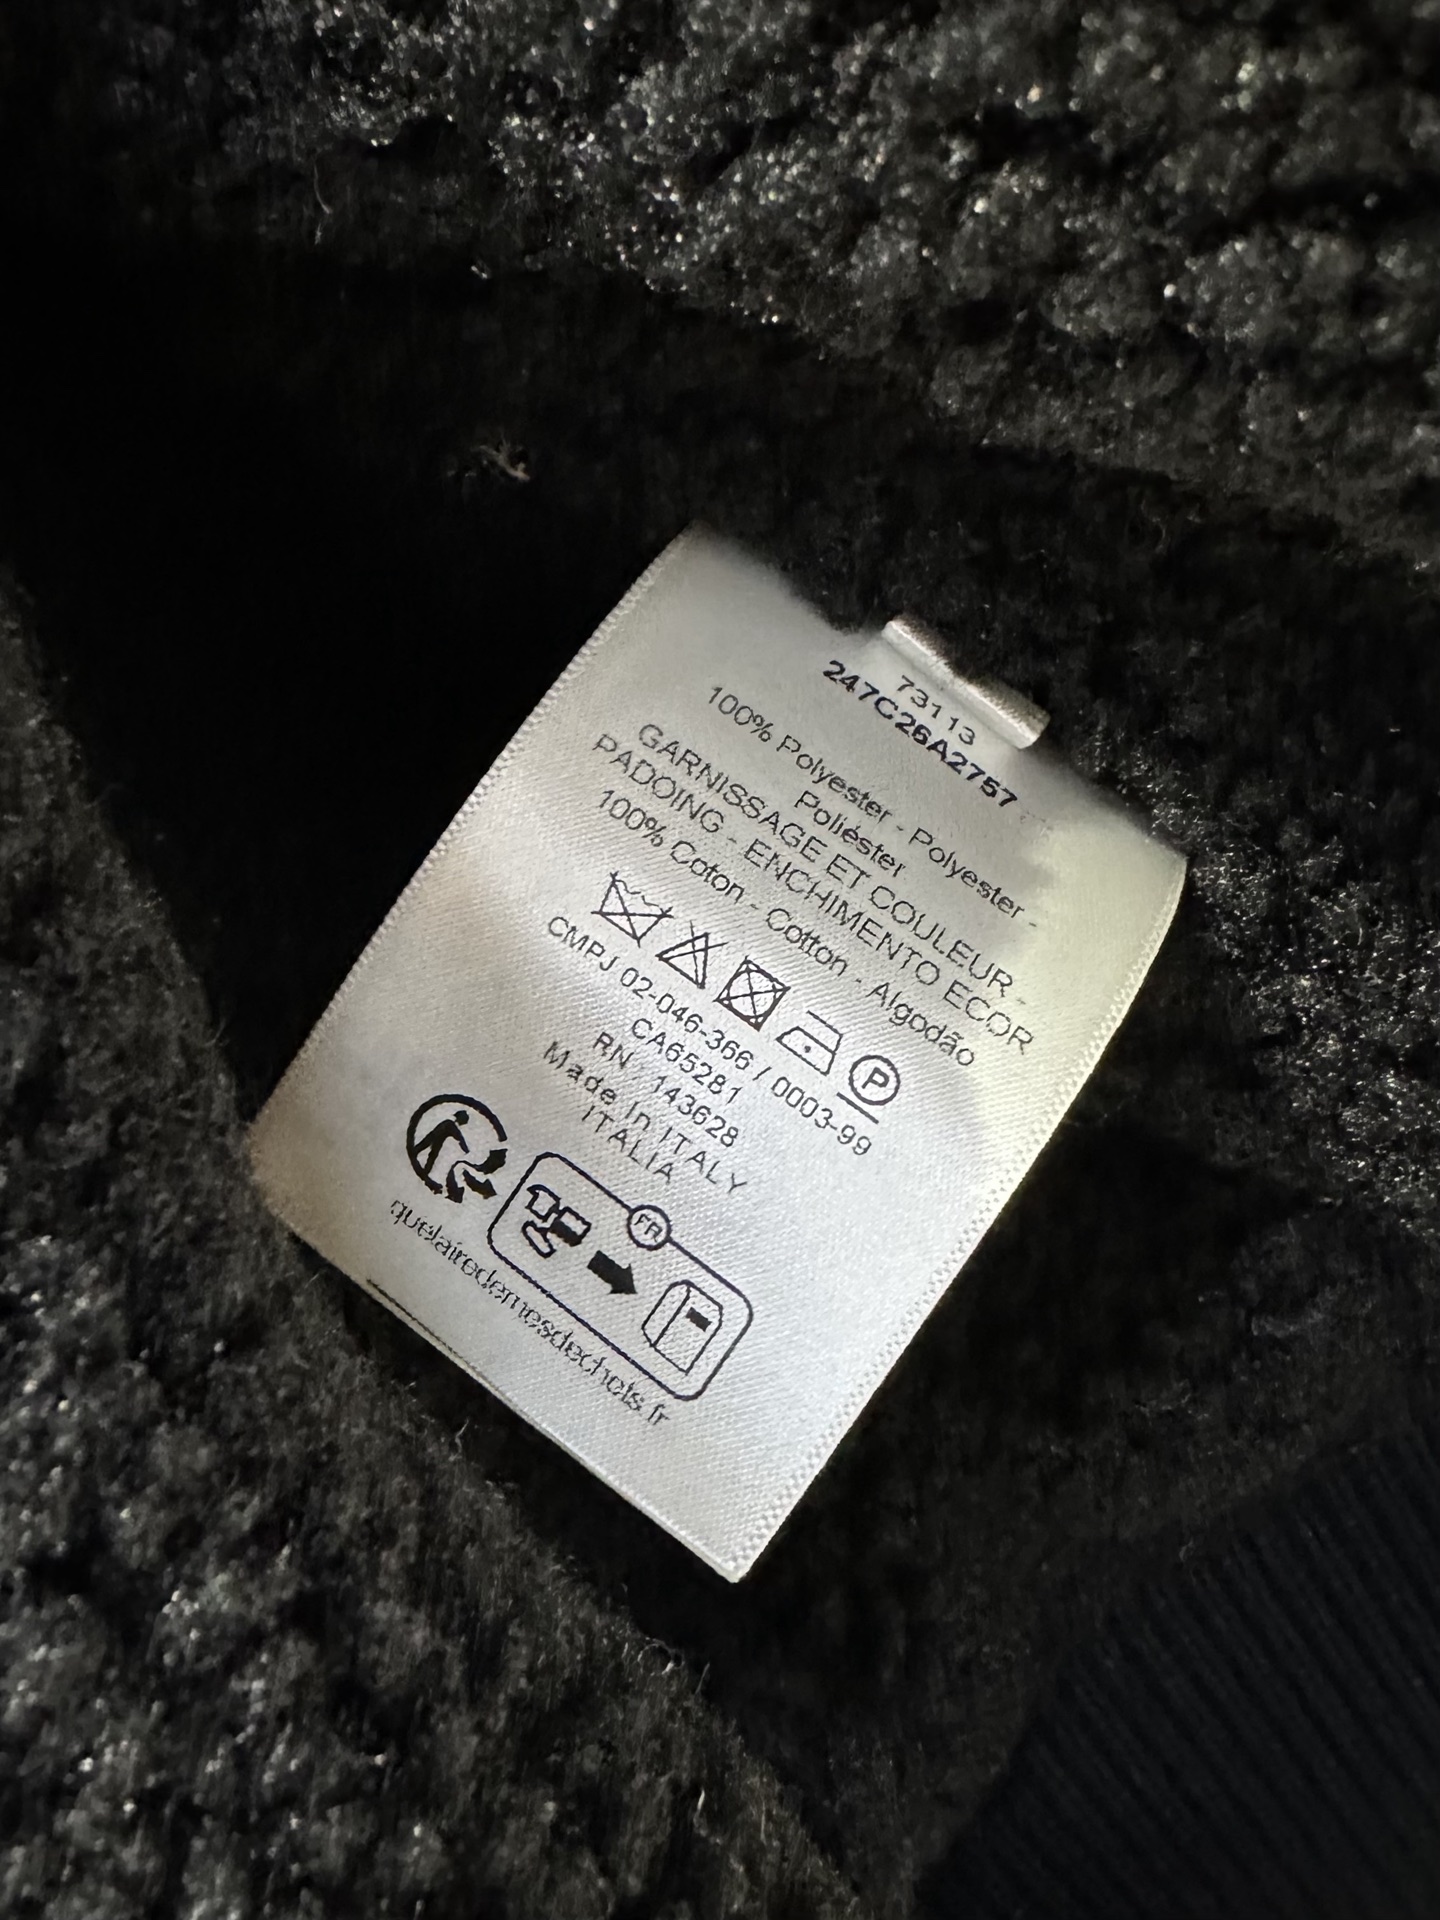 73113
247C26A2757
100% Polyester - Polyester -
Poliéster
GARNISSAGE ET COULEUR -
PADOING - ENCHIMENTO ECOR
100% Coton - Cotton - Algodão
P
CMPJ 02-046-366 / 0003-99
CA65281
RN 143628
Made In ITALY
ITALIA
FR
quelairedemesdechets.fr